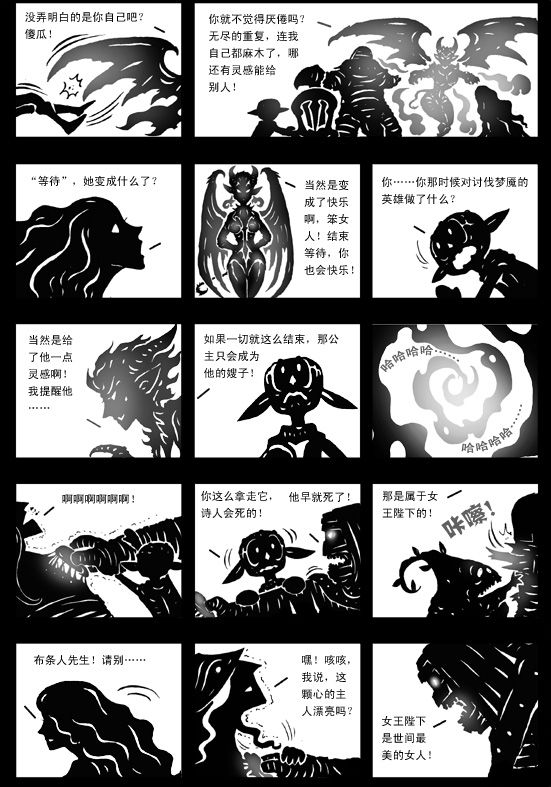 没弄明白的是你自己吧?
傻瓜!
你就不觉得厌倦吗?
无尽的重复，连我
自己都麻木了，哪
还有灵感能给
别人!
“等待”，她变成什么了?
当然是变
成了快乐
啊，笨女
人! 结束
等待，你
也会快乐!
你……你那时候对讨伐梦魇的
英雄做了什么?
当然是给
了他一点
灵感啊!
我提醒他
……
如果一切就这么结束，那公
主只会成为
他的嫂子!
哈哈哈哈……
哈哈哈哈……
啊啊啊啊啊啊!
你这么拿走它，
诗人会死的!
他早就死了!
那是属于女
王陛下的!
咔嚓!
布条人先生! 请别……
嘿! 咳咳，
我说，这
颗心的主
人漂亮吗?
女王陛下
是世间最
美的女人!